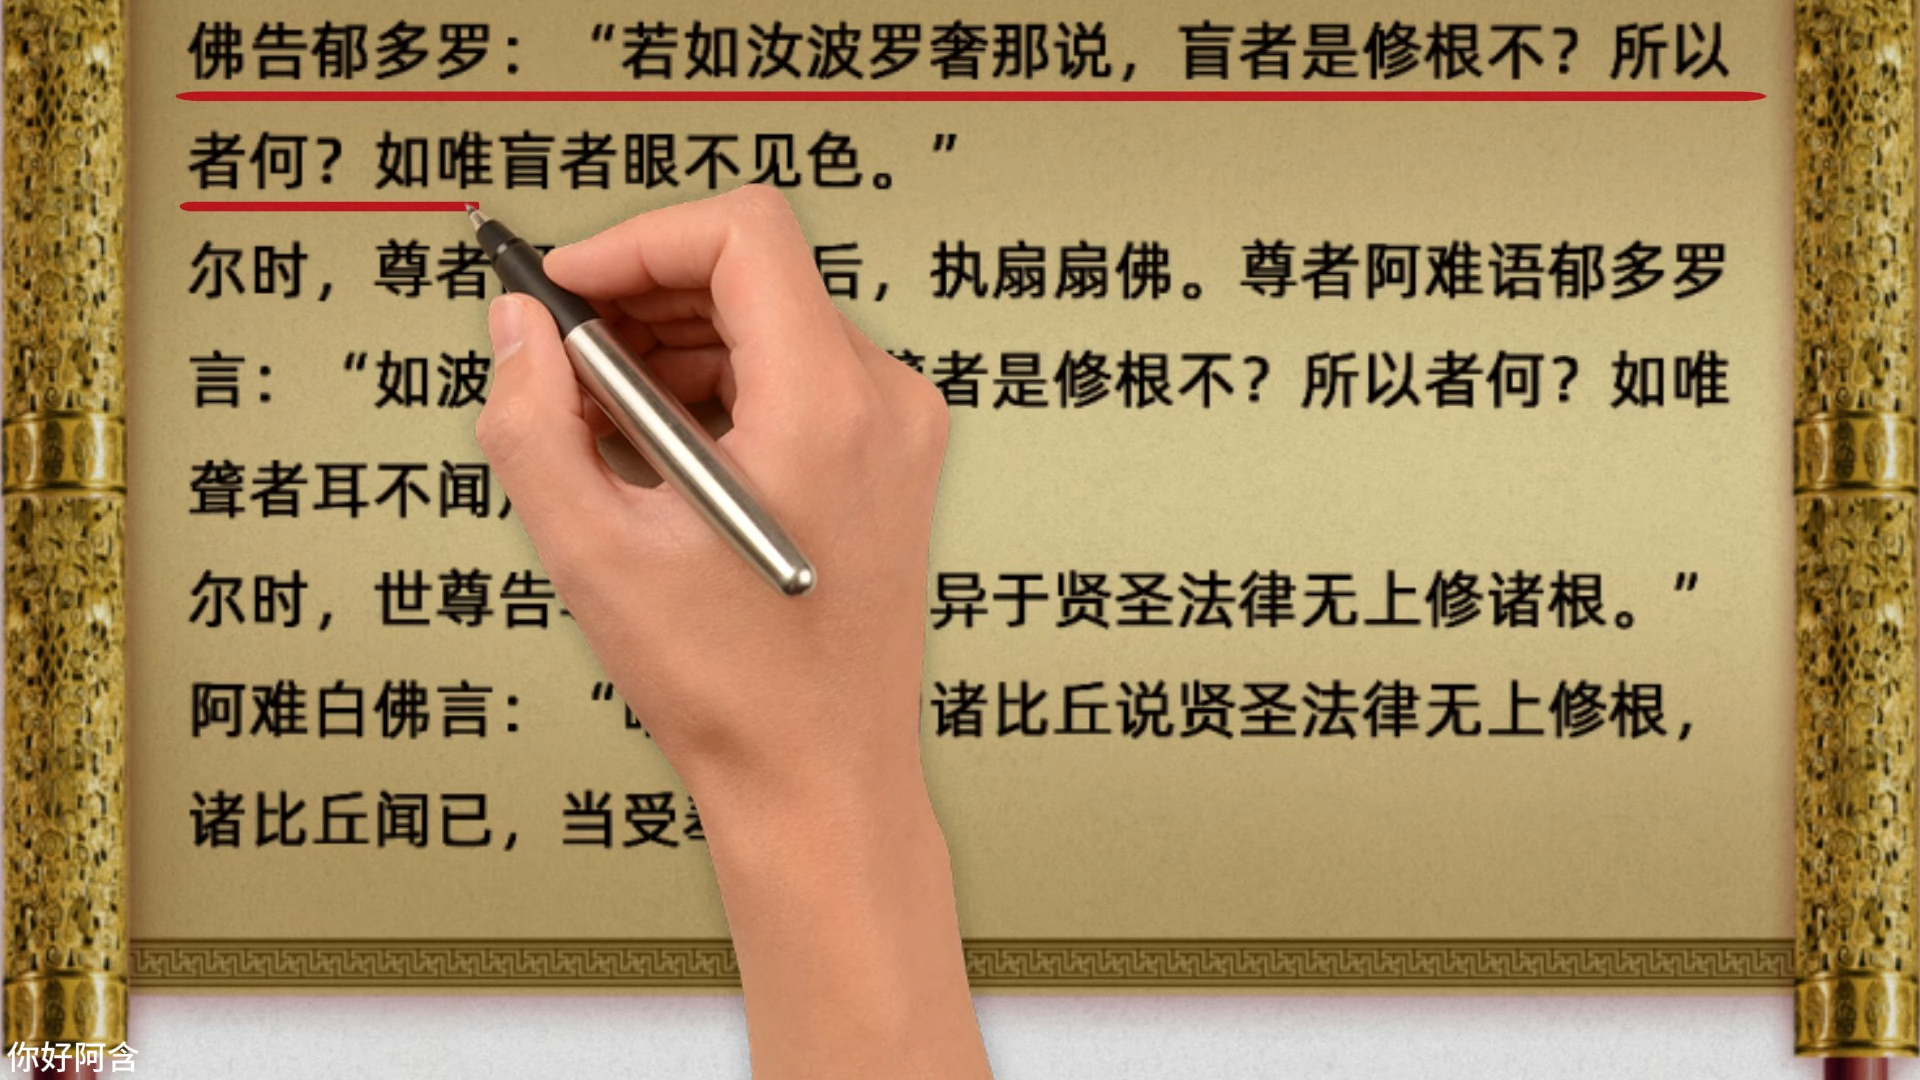 佛告郁多罗：“若如汝波罗奢那说，盲者是修根不？所以
者何？如唯盲者眼不见色。”
尔时，尊者 后，执扇扇佛。尊者阿难语郁多罗
言：“如波 者是修根不？所以者何？如唯
聋者耳不闻
尔时，世尊告 异于贤圣法律无上修诸根。”
阿难白佛言：“ 诸比丘说贤圣法律无上修根，
诸比丘闻已，当受
你好阿含